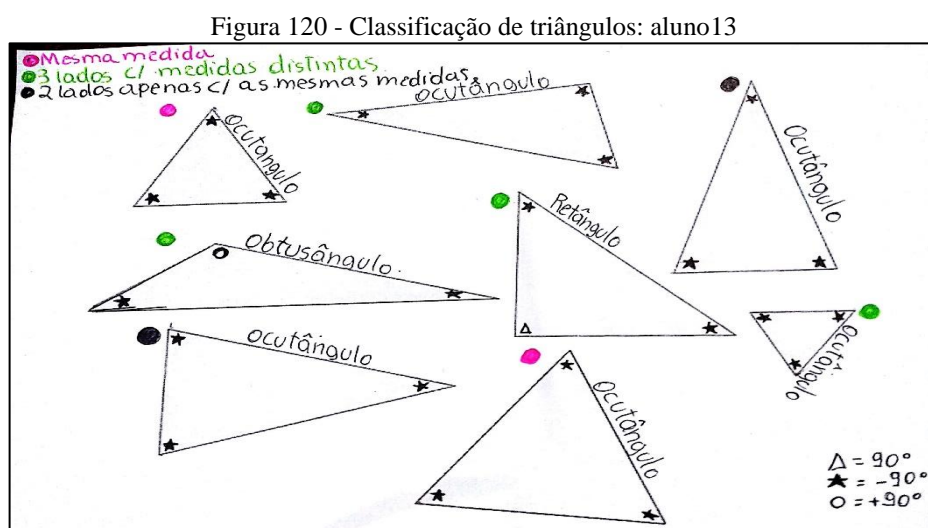 Figura 120 - Classificação de triângulos: aluno13
Mesma medida
3 lados c/ medidas distintas
2 lados apenas c/ as mesmas medidas
ocutângulo
ocutângulo
Ocutângulo
Retângulo
Obtusângulo
ocutângulo
Ocutângulo
Ocutângulo
△ = 90°
★ = -90°
O = +90°